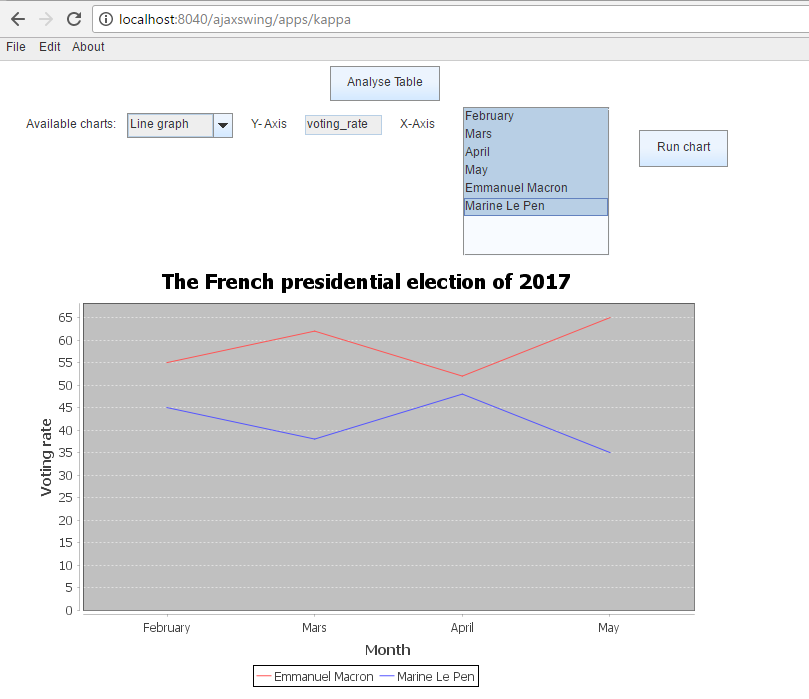 localhost:8040/ajaxswing/apps/kappa
File Edit About
Analyse Table
Available charts: Line graph Y-Axis voting_rate X-Axis
February
Mars
April
May
Emmanuel Macron
Marine Le Pen
Run chart
The French presidential election of 2017
Voting rate
65
60
55
50
45
40
35
30
25
20
15
10
5
0
February Mars April May
Month
Emmanuel Macron Marine Le Pen